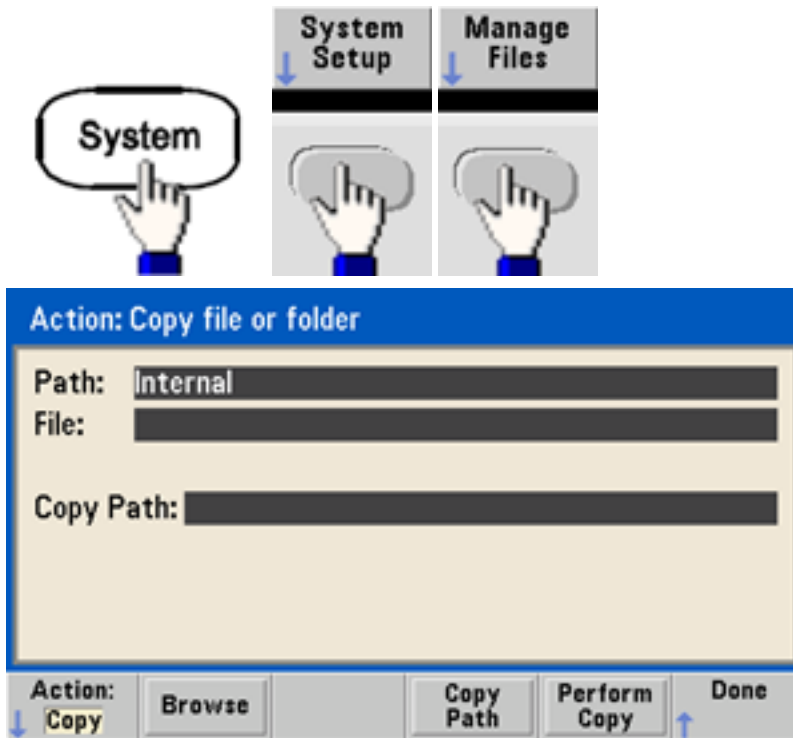 System
System
Setup
Manage
Files
Action: Copy file or folder
Path: Internal
File:
Copy Path:
Action:
Copy
Browse
Copy
Path
Perform
Copy
Done